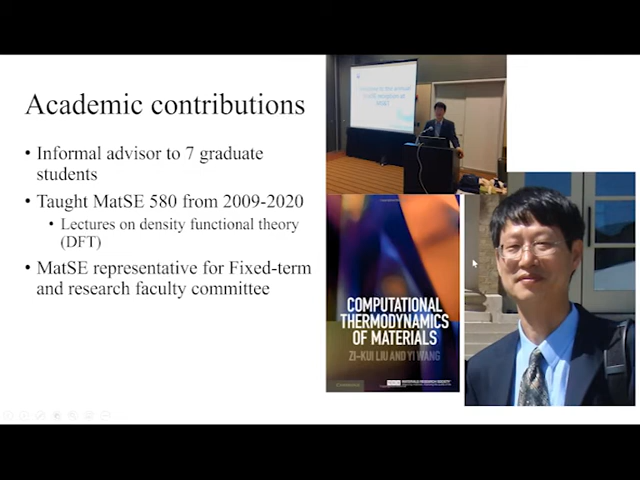 Academic contributions
• Informal advisor to 7 graduate
students
• Taught MatSE 580 from 2009-2020
• Lectures on density functional theory
(DFT)
• MatSE representative for Fixed-term
and research faculty committee
COMPUTATIONAL
THERMODYNAMICS
OF MATERIALS
ZI-KUI LIU AND YI WANG